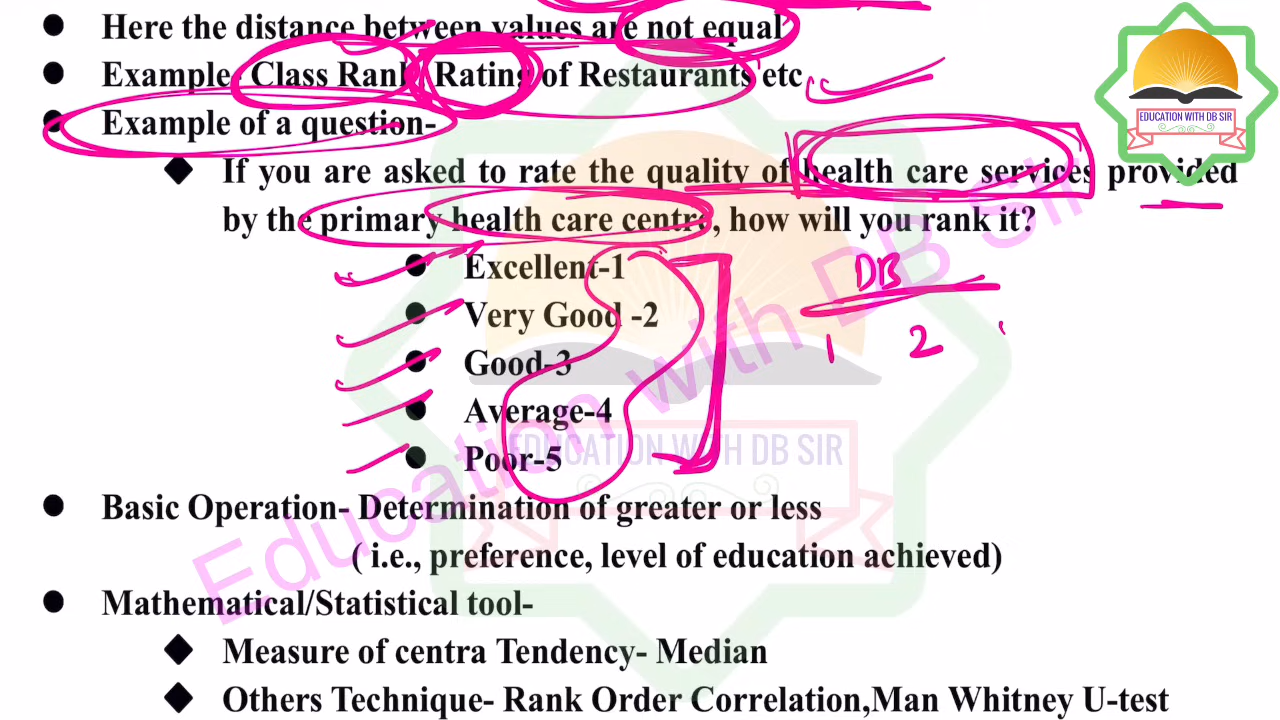 ● Here the distance between values are not equal
● Example- Class Rank, Rating of Restaurants etc
EDUCATION WITH DB SIR
● Example of a question-
◆ If you are asked to rate the quality of health care services provided
by the primary health care centre, how will you rank it?
● Excellent-1
DB
● Very Good -2
1 2
● Good-3
● Average-4
● Poor-5
EDUCATION WITH DB SIR
Education with DB Sir
● Basic Operation- Determination of greater or less
( i.e., preference, level of education achieved)
● Mathematical/Statistical tool-
◆ Measure of centra Tendency- Median
◆ Others Technique- Rank Order Correlation,Man Whitney U-test